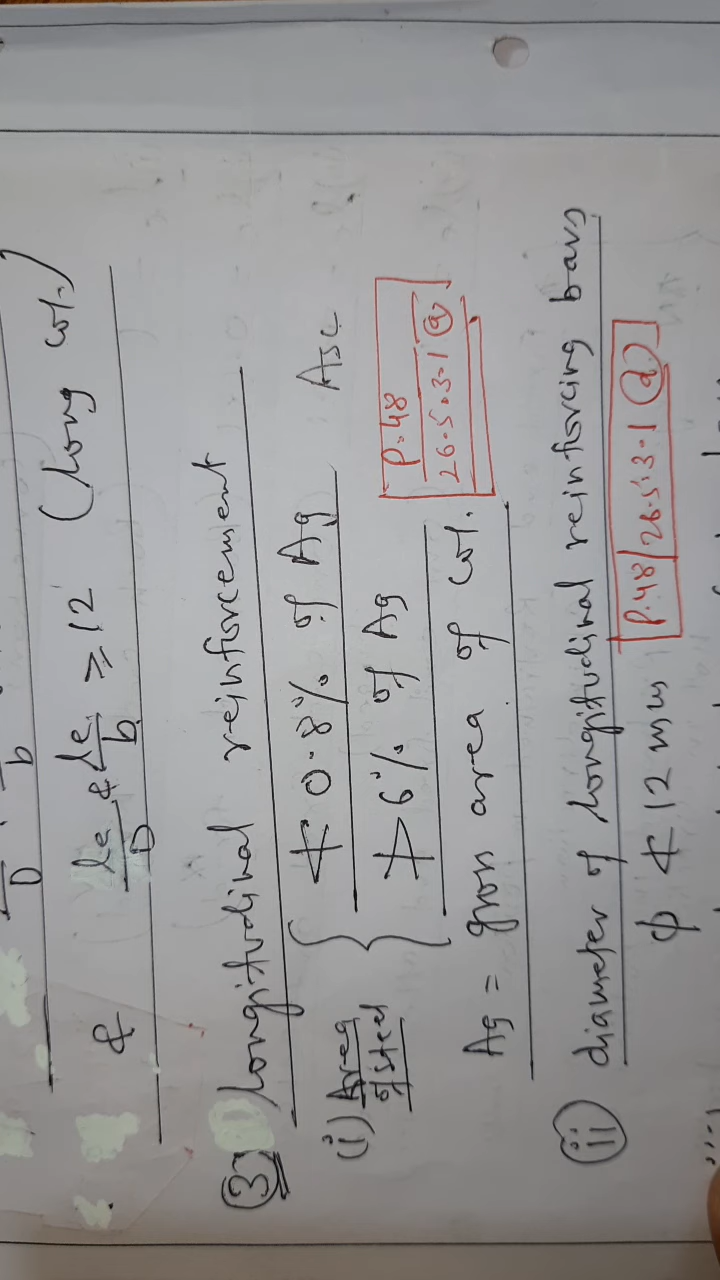 D b
& le/D & le/b ≥ 12 (long col.)
③ longitudinal reinforcement
(i) Area of steel { ≮ 0.8% of Ag Asc
≯ 6% of Ag
P.48
26.5.3.1 ⓐ
Ag = gross area of col.
(ii) diameter of longitudinal reinforcing bars
φ ≮ 12 mm P.48/26.5.3.1 ⓓ